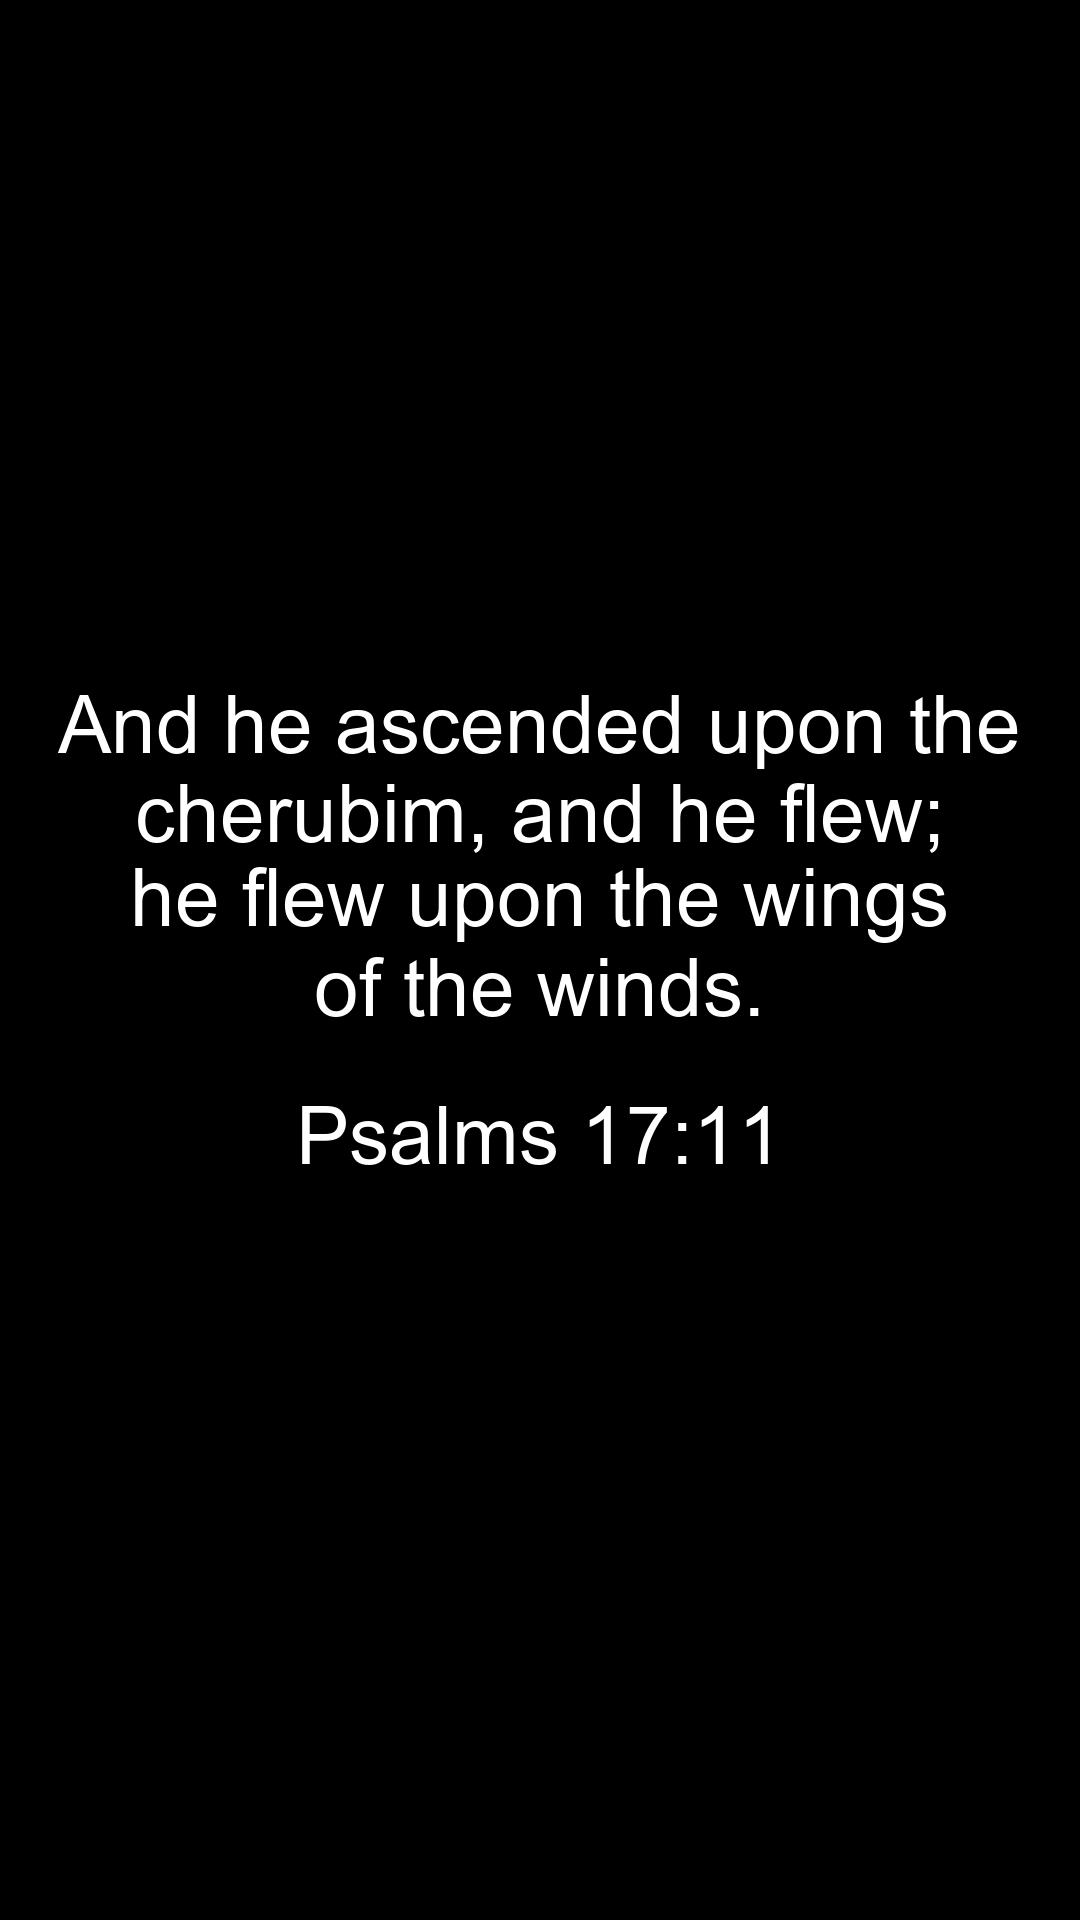 And he ascended upon the
cherubim, and he flew;
he flew upon the wings
of the winds.
Psalms 17:11